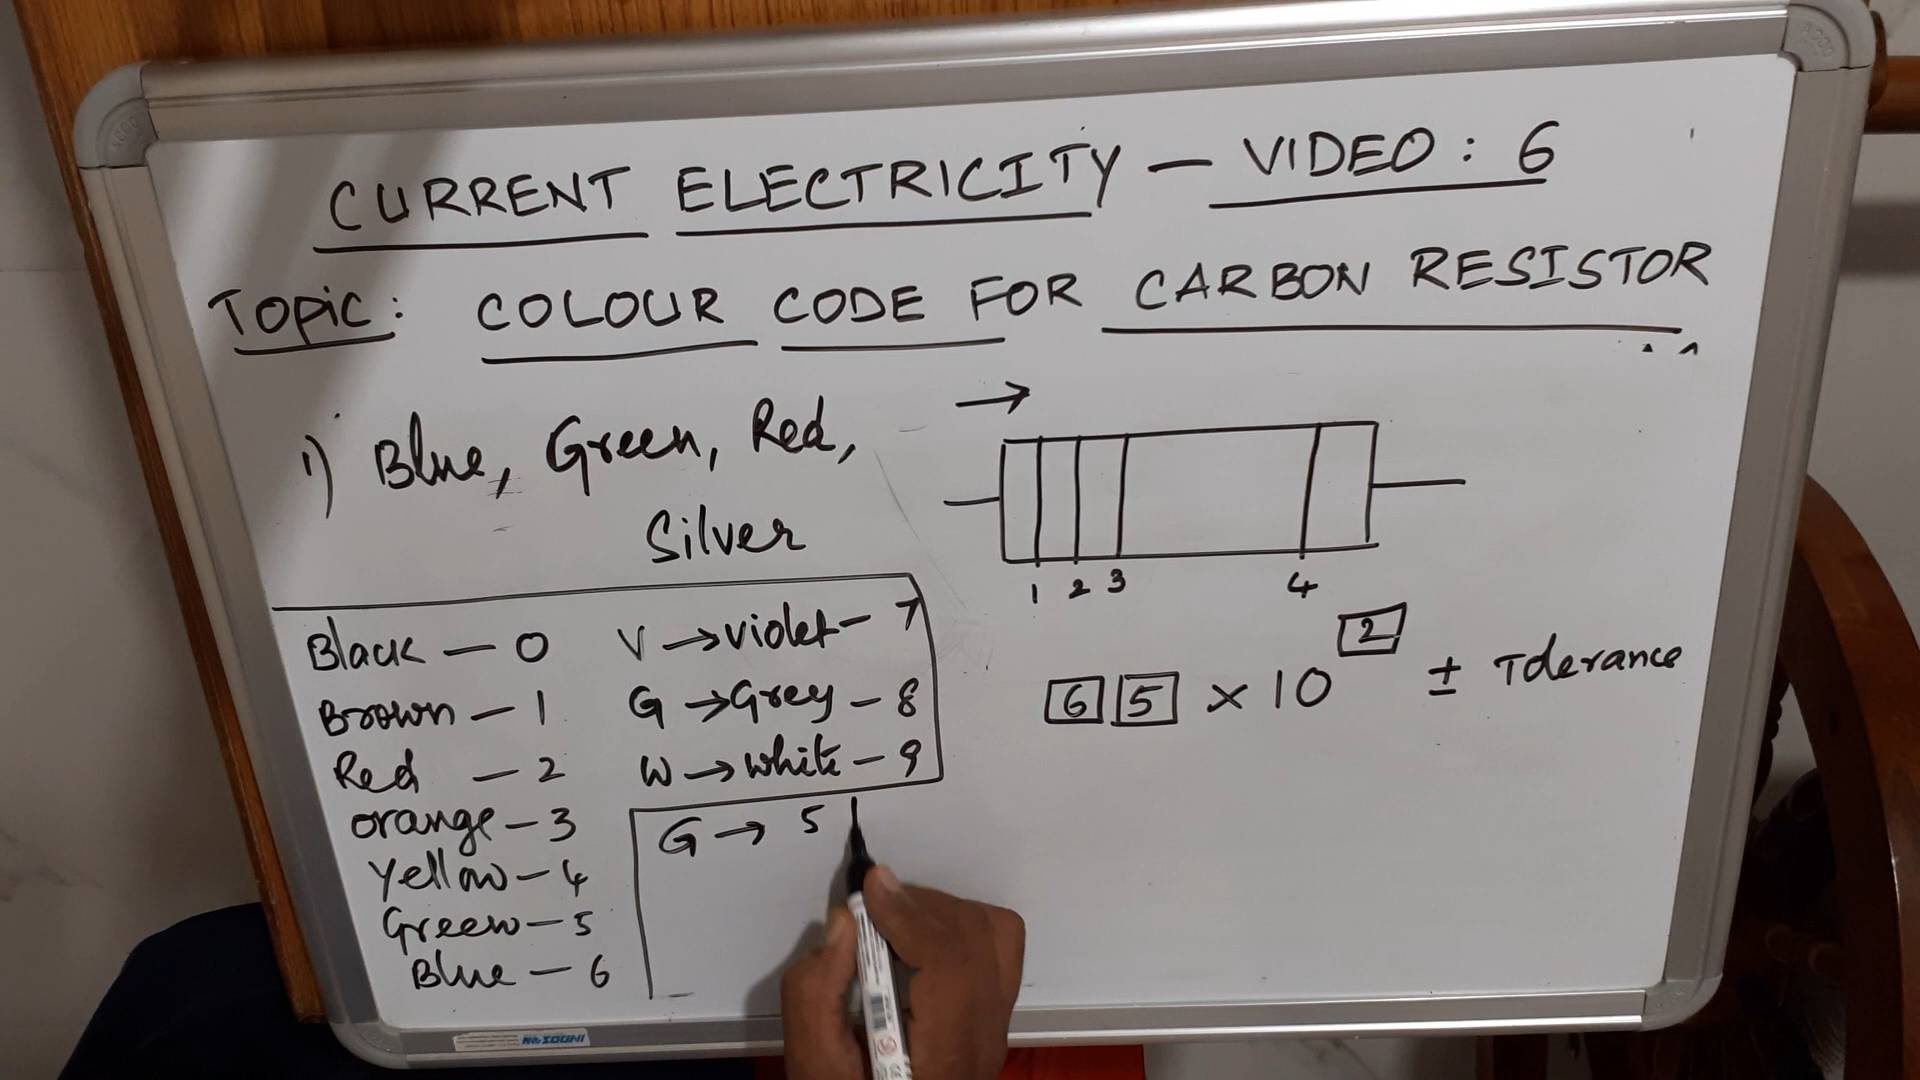 CURRENT ELECTRICITY — VIDEO : 6
Topic : COLOUR CODE FOR CARBON RESISTOR
1) Blue, Green, Red,
Silver
→
1 2 3 4
Black — 0 V → violet — 7
Brown — 1 G → Grey — 8
Red — 2 W → white — 9
orange — 3
Yellow — 4
Green — 5
Blue — 6
G → 5
6 5 × 10 2 ± Tolerance